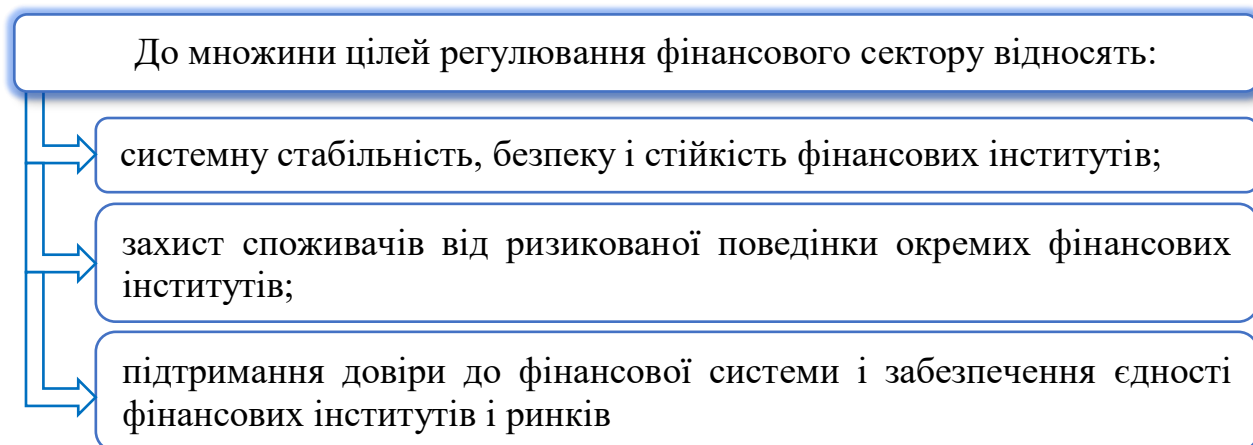 До множини цілей регулювання фінансового сектору відносять:
системну стабільність, безпеку і стійкість фінансових інститутів;
захист споживачів від ризикованої поведінки окремих фінансових
інститутів;
підтримання довіри до фінансової системи і забезпечення єдності
фінансових інститутів і ринків